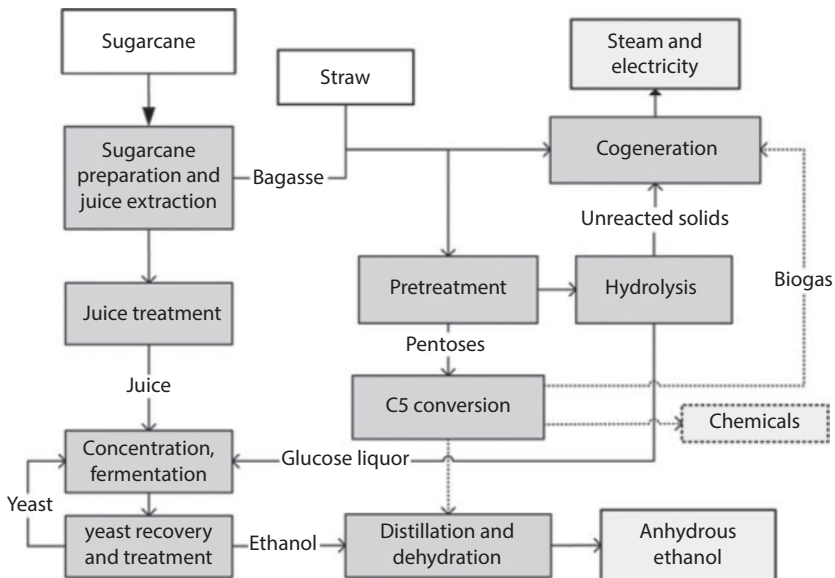 Sugarcane
Steam and
electricity
Straw
Sugarcane
preparation and
juice extraction
Bagasse
Cogeneration
Unreacted solids
Biogas
Juice treatment
Pretreatment
Hydrolysis
Pentoses
Juice
C5 conversion
Chemicals
Concentration,
fermentation
Glucose liquor
Yeast
yeast recovery
and treatment
Ethanol
Distillation and
dehydration
Anhydrous
ethanol